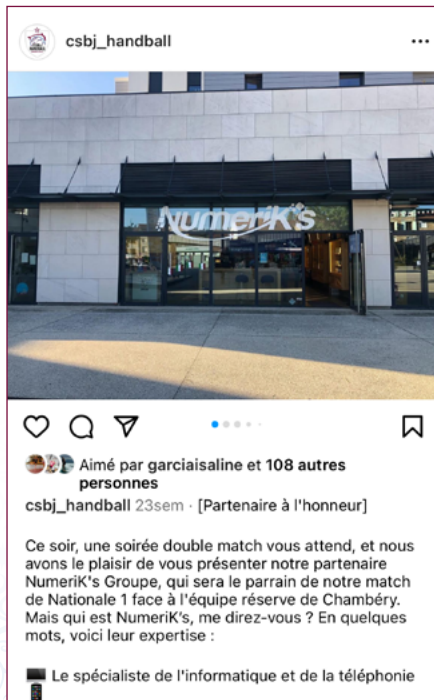 csbj_handball
NumeriK's
Aimé par garciaisaline et 108 autres
personnes
csbj_handball 23sem · [Partenaire à l'honneur]
Ce soir, une soirée double match vous attend, et nous
avons le plaisir de vous présenter notre partenaire
NumeriK's Groupe, qui sera le parrain de notre match
de Nationale 1 face à l'équipe réserve de Chambéry.
Mais qui est NumeriK's, me direz-vous ? En quelques
mots, voici leur expertise :
Le spécialiste de l'informatique et de la téléphonie